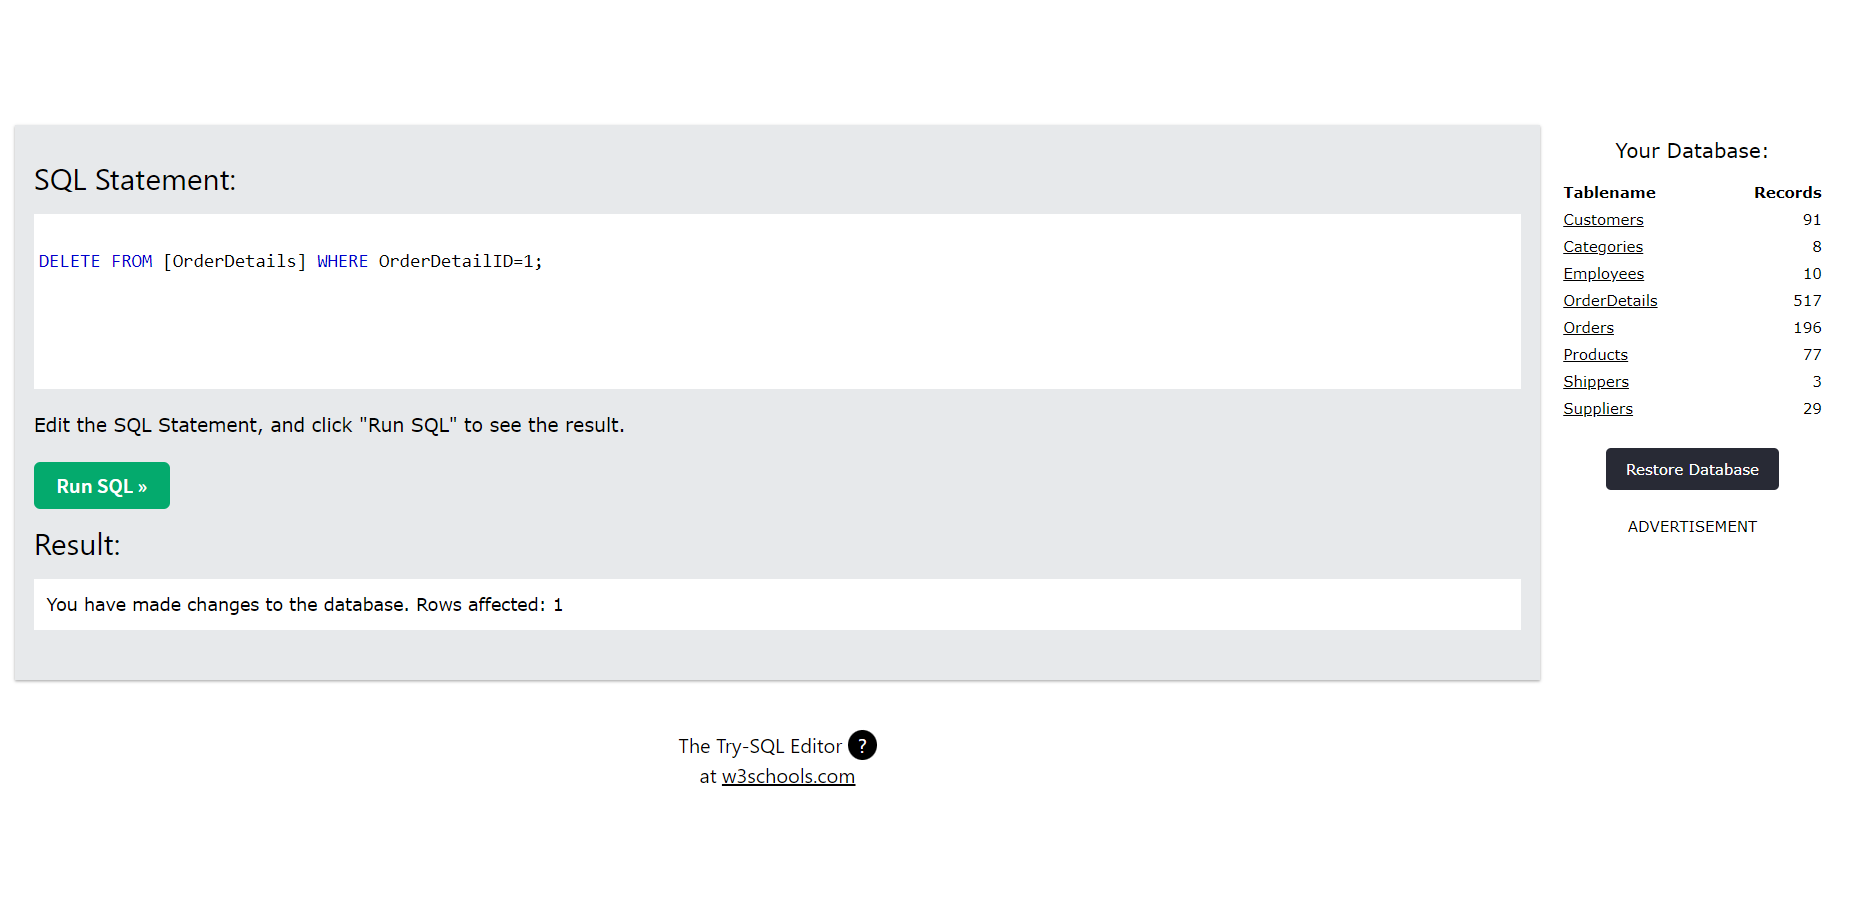 SQL Statement:
DELETE FROM [OrderDetails] WHERE OrderDetailID=1;
Edit the SQL Statement, and click "Run SQL" to see the result.
Run SQL »
Result:
You have made changes to the database. Rows affected: 1
The Try-SQL Editor ?
at w3schools.com
Your Database:
Tablename Records
Customers 91
Categories 8
Employees 10
OrderDetails 517
Orders 196
Products 77
Shippers 3
Suppliers 29
Restore Database
ADVERTISEMENT